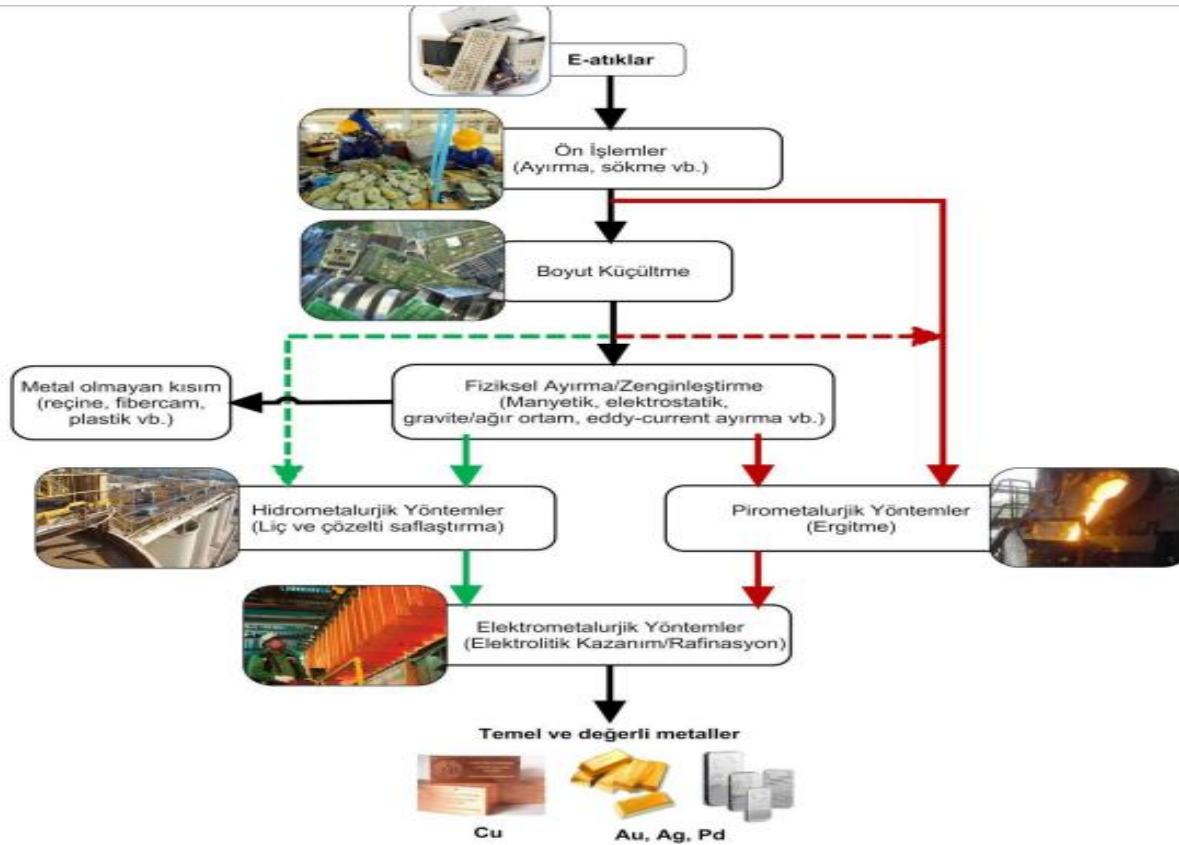 E-atıklar
Ön İşlemler
(Ayırma, sökme vb.)
Boyut Küçültme
Metal olmayan kısım
(reçine, fibercam,
plastik vb.)
Fiziksel Ayırma/Zenginleştirme
(Manyetik, elektrostatik,
gravite/ağır ortam, eddy-current ayırma vb.)
Hidrometalurjik Yöntemler
(Liç ve çözelti saflaştırma)
Pirometalurjik Yöntemler
(Ergitme)
Elektrometalurjik Yöntemler
(Elektrolitik Kazanım/Rafinasyon)
Temel ve değerli metaller
Cu
Au, Ag, Pd